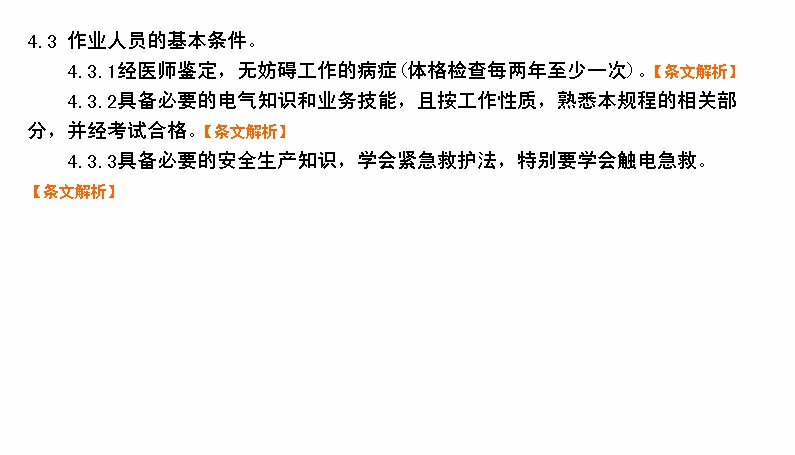 4.3 作业人员的基本条件。
4.3.1经医师鉴定，无妨碍工作的病症(体格检查每两年至少一次)。【条文解析】
4.3.2具备必要的电气知识和业务技能，且按工作性质，熟悉本规程的相关部
分，并经考试合格。【条文解析】
4.3.3具备必要的安全生产知识，学会紧急救护法，特别要学会触电急救。
【条文解析】